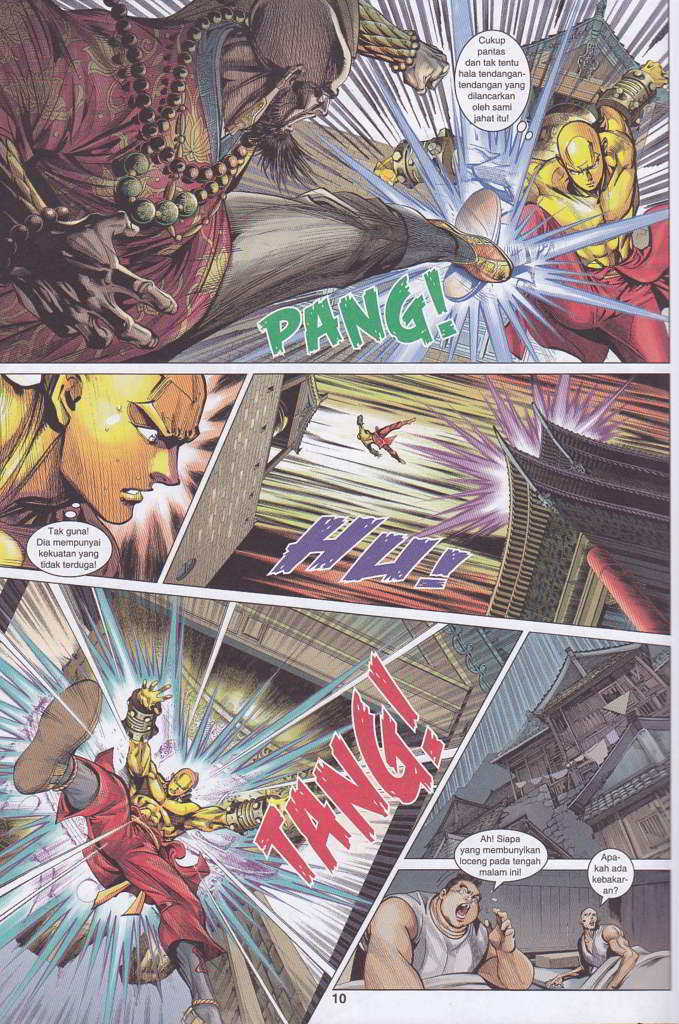 Cukup
pantas
dan tak tentu
hala tendangan-
tendangan yang
dilancarkan
oleh sami
jahat itu!
PANG!
Tak guna!
Dia mempunyai
kekuatan yang
tidak terduga!
HU!
TANG!
Ah! Siapa
yang membunyikan
loceng pada tengah
malam ini!
Apa-
kah ada
kebakar-
an?
10